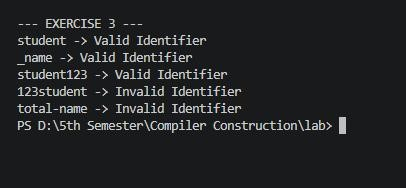 --- EXERCISE 3 ---
student -> Valid Identifier
_name -> Valid Identifier
student123 -> Valid Identifier
123student -> Invalid Identifier
total-name -> Invalid Identifier
PS D:\5th Semester\Compiler Construction\lab>